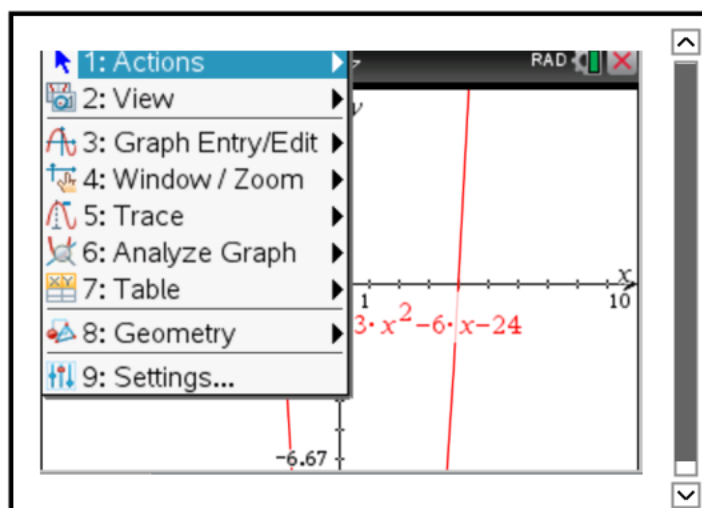 1: Actions
RAD
2: View
y
3: Graph Entry/Edit
4: Window / Zoom
5: Trace
6: Analyze Graph
x
7: Table
1
10
3·x²-6·x-24
8: Geometry
9: Settings...
-6.67